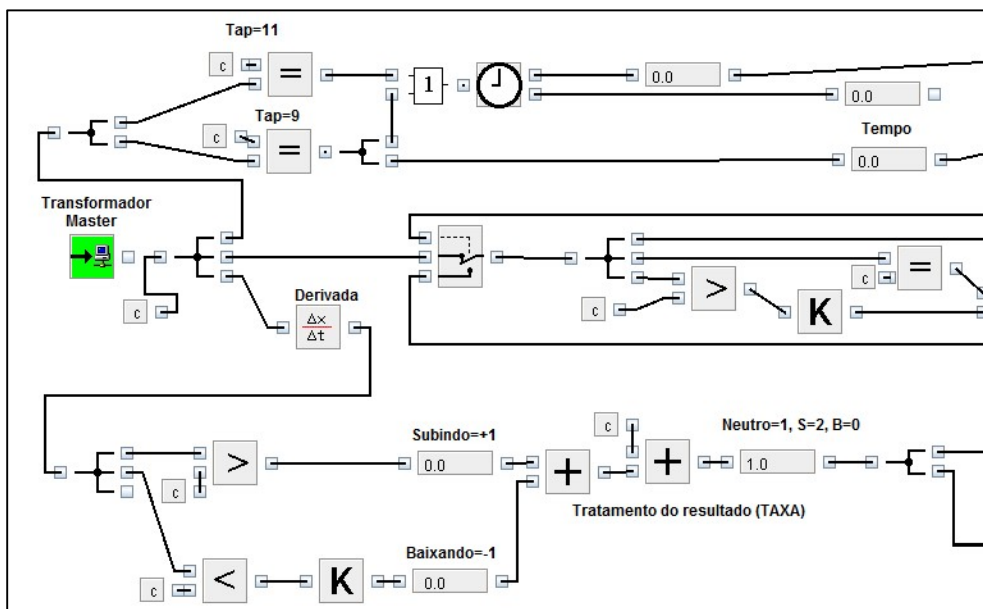 Tap=11
c
=
1
0.0
0.0
Tap=9
c
=
Tempo
0.0
Transformador
Master
c
Derivada
Δx
Δt
c
>
K
c
=
c
>
Subindo=+1
0.0
+
c
+
Neutro=1, S=2, B=0
1.0
Tratamento do resultado (TAXA)
c
<
K
Baixando=-1
0.0